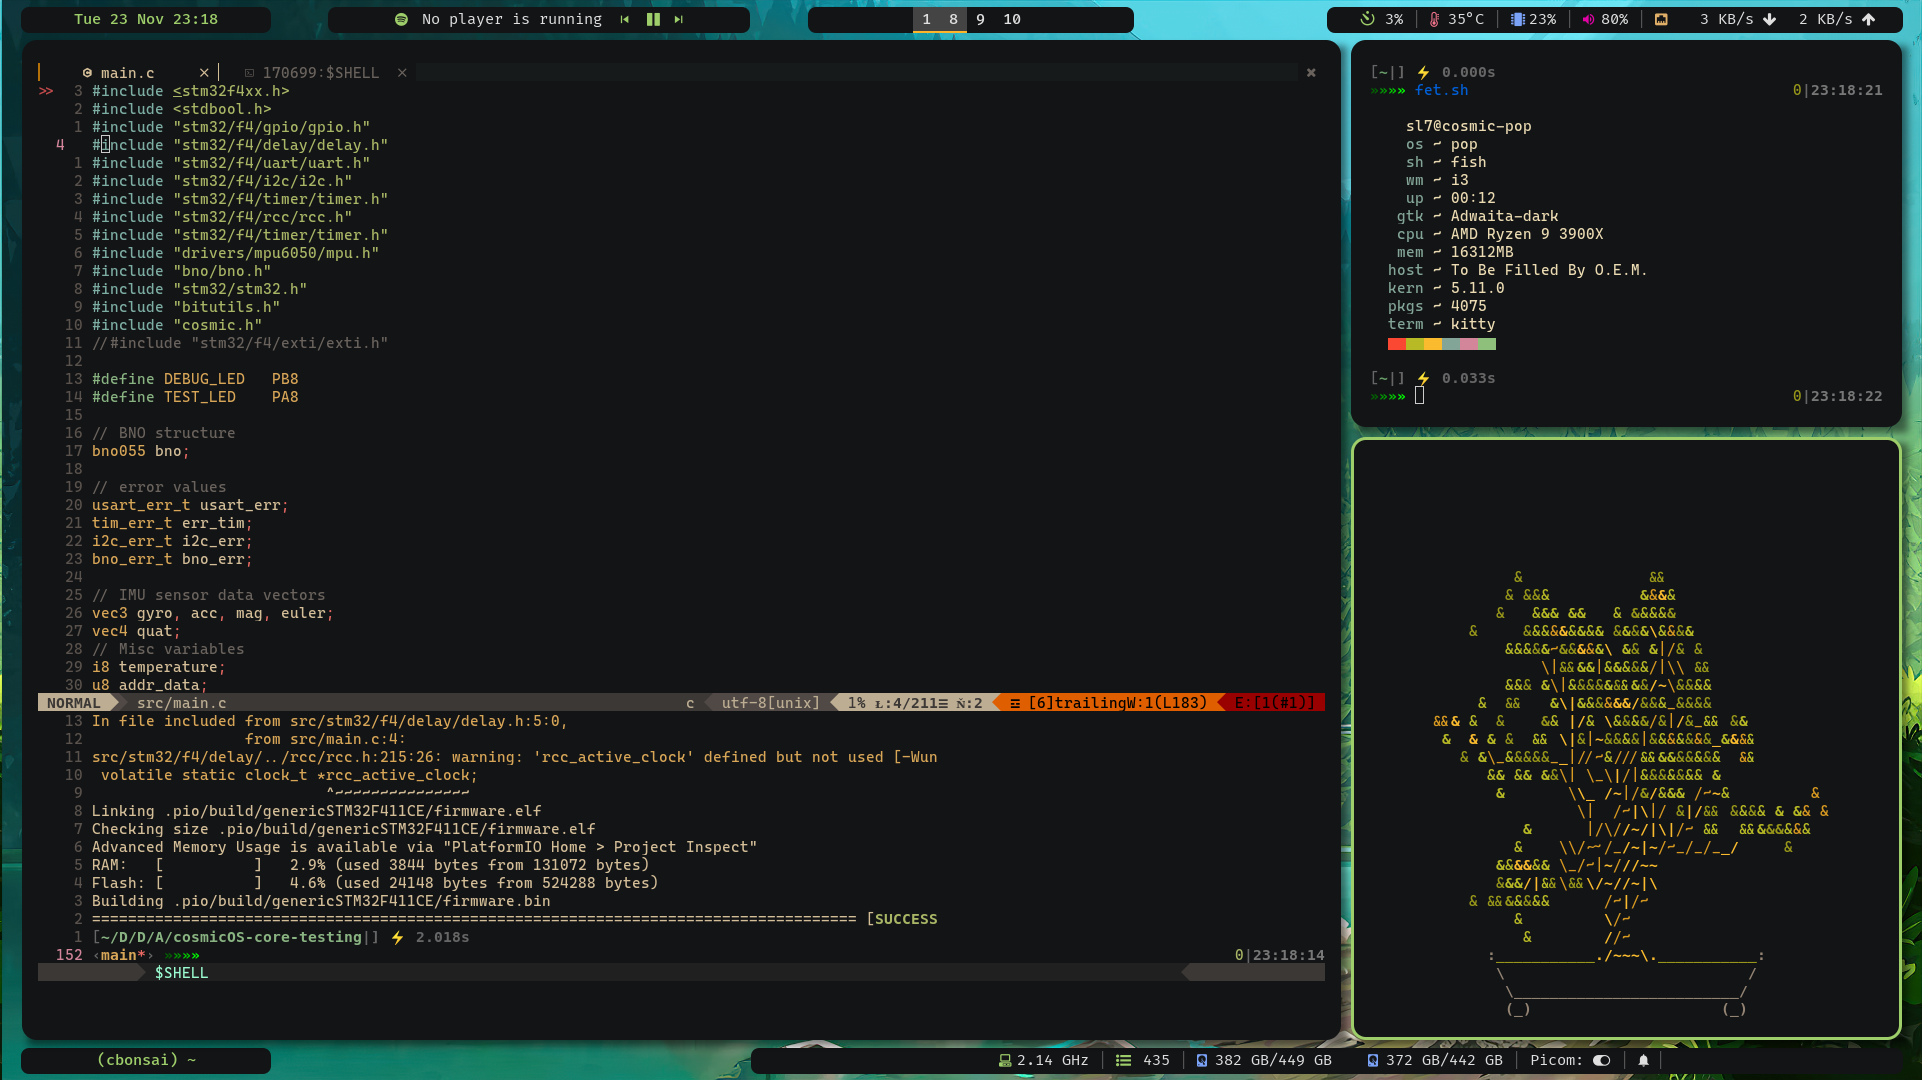 Tue 23 Nov 23:18
No player is running
1 8 9 10
3% 35°C 23% 80% 3 KB/s 2 KB/s
main.c × 170699:$SHELL ×
>> 3 #include <stm32f4xx.h>
2 #include <stdbool.h>
1 #include "stm32/f4/gpio/gpio.h"
4 #include "stm32/f4/delay/delay.h"
1 #include "stm32/f4/uart/uart.h"
2 #include "stm32/f4/i2c/i2c.h"
3 #include "stm32/f4/timer/timer.h"
4 #include "stm32/f4/rcc/rcc.h"
5 #include "stm32/f4/timer/timer.h"
6 #include "drivers/mpu6050/mpu.h"
7 #include "bno/bno.h"
8 #include "stm32/stm32.h"
9 #include "bitutils.h"
10 #include "cosmic.h"
11 //#include "stm32/f4/exti/exti.h"
12
13 #define DEBUG_LED PB8
14 #define TEST_LED PA8
15
16 // BNO structure
17 bno055 bno;
18
19 // error values
20 usart_err_t usart_err;
21 tim_err_t err_tim;
22 i2c_err_t i2c_err;
23 bno_err_t bno_err;
24
25 // IMU sensor data vectors
26 vec3 gyro, acc, mag, euler;
27 vec4 quat;
28 // Misc variables
29 i8 temperature;
30 u8 addr_data;
NORMAL src/main.c c utf-8[unix] 1% Ł:4/211☰ Ň:2 ☲ [6]trailingW:1(L183) E:[1(#1)]
13 In file included from src/stm32/f4/delay/delay.h:5:0,
12 from src/main.c:4:
11 src/stm32/f4/delay/../rcc/rcc.h:215:26: warning: 'rcc_active_clock' defined but not used [-Wun
10 volatile static clock_t *rcc_active_clock;
9 ^~~~~~~~~~~~~~~~
8 Linking .pio/build/genericSTM32F411CE/firmware.elf
7 Checking size .pio/build/genericSTM32F411CE/firmware.elf
6 Advanced Memory Usage is available via "PlatformIO Home > Project Inspect"
5 RAM: [ ] 2.9% (used 3844 bytes from 131072 bytes)
4 Flash: [ ] 4.6% (used 24148 bytes from 524288 bytes)
3 Building .pio/build/genericSTM32F411CE/firmware.bin
2 ===================================================================================== [SUCCESS
1 [~/D/D/A/cosmicOS-core-testing|] ⚡ 2.018s
152 ‹main*› »»»» 0|23:18:14
$SHELL
[~|] ⚡ 0.000s
»»»» fet.sh 0|23:18:21
sl7@cosmic-pop
os ~ pop
sh ~ fish
wm ~ i3
up ~ 00:12
gtk ~ Adwaita-dark
cpu ~ AMD Ryzen 9 3900X
mem ~ 16312MB
host ~ To Be Filled By O.E.M.
kern ~ 5.11.0
pkgs ~ 4075
term ~ kitty
[~|] ⚡ 0.033s
»»»» 0|23:18:22
(cbonsai) ~
2.14 GHz 435 382 GB/449 GB 372 GB/442 GB Picom: